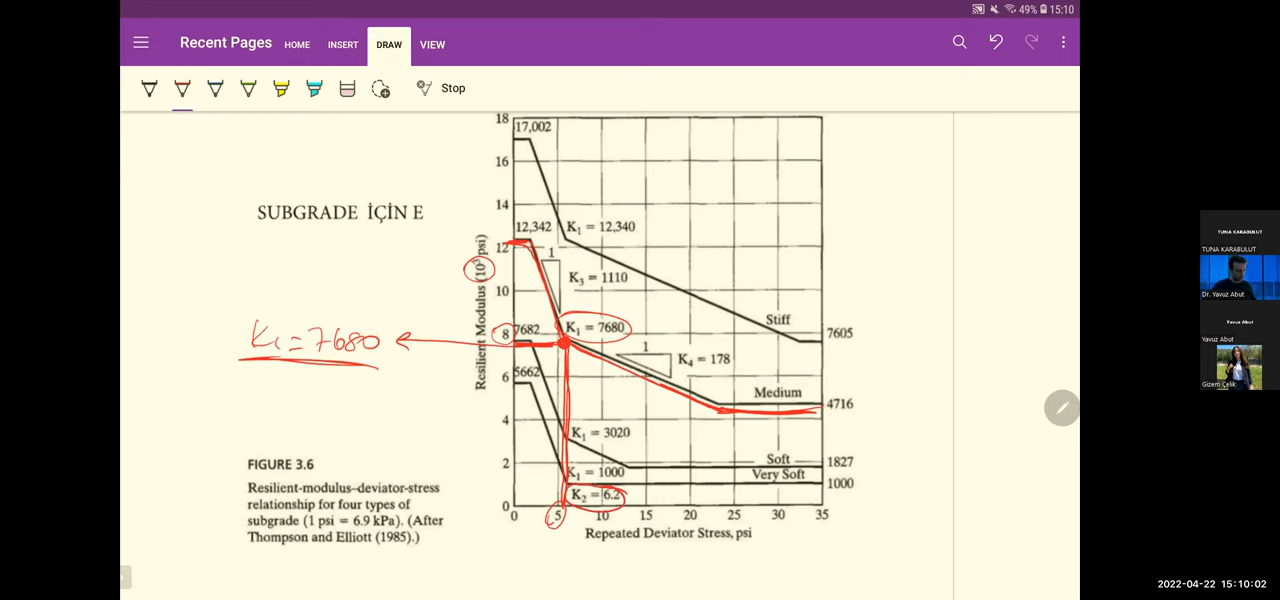 49% 15:10
Recent Pages HOME INSERT DRAW VIEW
Stop
SUBGRADE İÇİN E
K1 = 7680
FIGURE 3.6
Resilient-modulus–deviator-stress
relationship for four types of
subgrade (1 psi = 6.9 kPa). (After
Thompson and Elliott (1985).)
Resilient Modulus (10³ psi)
18
16
14
12
10
8
6
4
2
0
17,002
12,342
K₁ = 12,340
1
K₃ = 1110
7682
K₁ = 7680
1
K₄ = 178
5662
Stiff
7605
Medium
4716
K₁ = 3020
Soft
1827
K₁ = 1000
Very Soft
1000
K₂ = 6.2
0 5 10 15 20 25 30 35
Repeated Deviator Stress, psi
TUNA KARABULUT
TUNA KARABULUT
Dr. Yavuz Abut
Yavuz Abut
Yavuz Abut
Gizem Çelik
2022-04-22 15:10:02